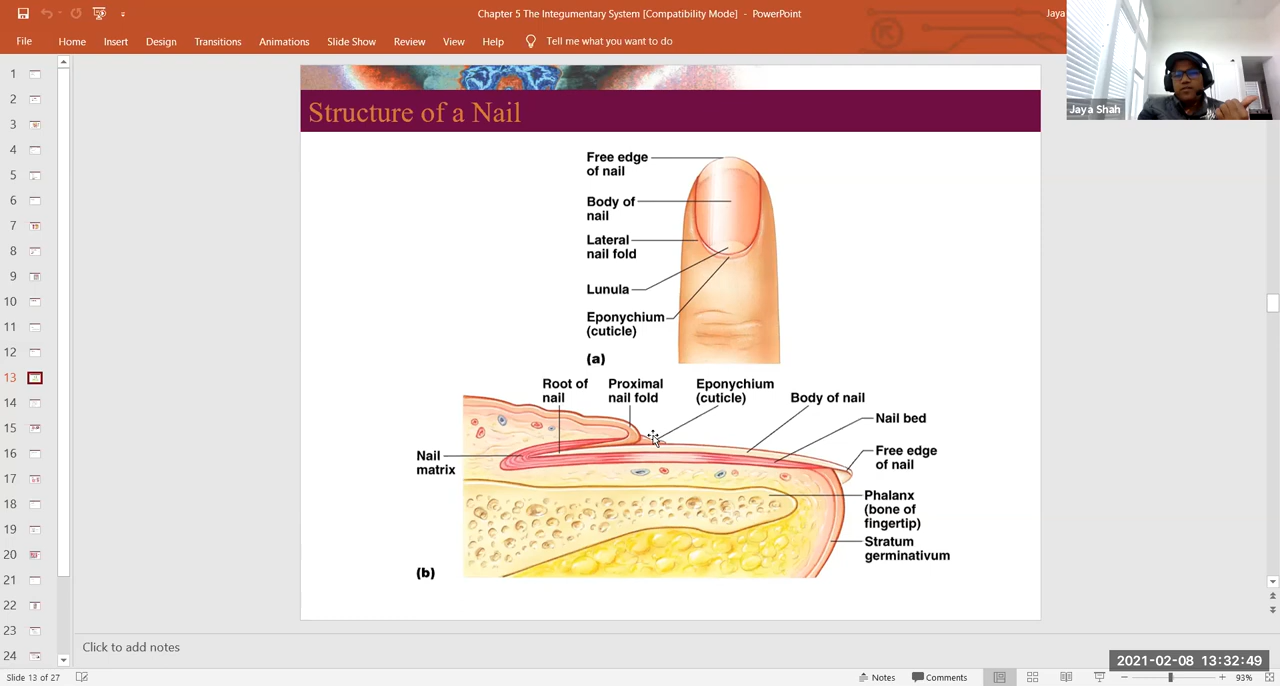 Chapter 5 The Integumentary System [Compatibility Mode] - PowerPoint
Jaya
File Home Insert Design Transitions Animations Slide Show Review View Help Tell me what you want to do
Jaya Shah
1
2
3
4
5
6
7
8
9
10
11
12
13
14
15
16
17
18
19
20
21
22
23
24
Structure of a Nail
Free edge
of nail
Body of
nail
Lateral
nail fold
Lunula
Eponychium
(cuticle)
(a)
Root of
nail
Proximal
nail fold
Eponychium
(cuticle)
Body of nail
Nail bed
Free edge
of nail
Nail
matrix
Phalanx
(bone of
fingertip)
Stratum
germinativum
(b)
Click to add notes
2021-02-08 13:32:49
Slide 13 of 27
Notes
Comments
93%